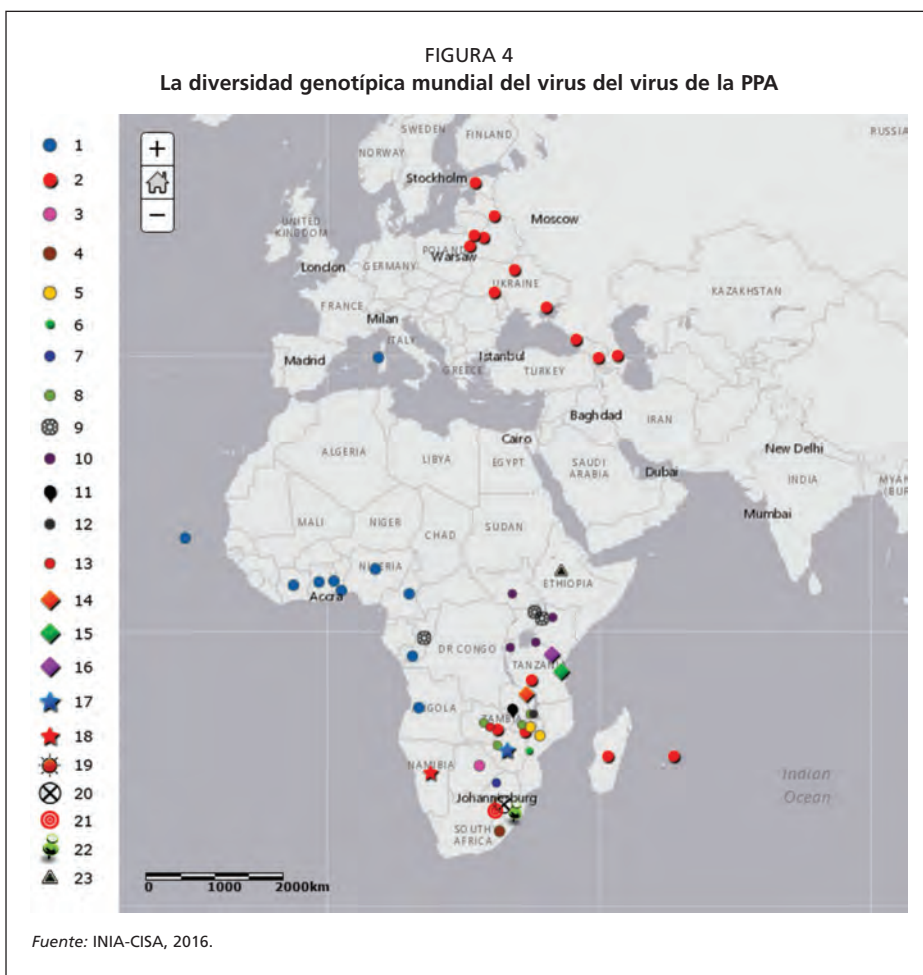 FIGURA 4
La diversidad genotípica mundial del virus del virus de la PPA
1
2
3
4
5
6
7
8
9
10
11
12
13
14
15
16
17
18
19
20
21
22
23
+
−
SWEDEN
FINLAND
NORWAY
RUSSIA
Stockholm
Moscow
UNITED
KINGDOM
London
GERMANY
POLAND
Warsaw
UKRAINE
KAZAKHSTAN
FRANCE
Milan
ITALY
Madrid
Istanbul
GREECE
TURKEY
Baghdad
IRAN
Cairo
ALGERIA
LIBYA
EGYPT
SAUDI
ARABIA
Dubai
New Delhi
INDIA
MYA
(BUR
Mumbai
MALI
NIGER
CHAD
SUDAN
NIGERIA
Accra
ETHIOPIA
DR CONGO
TANZANIA
ANGOLA
ZAMBIA
NAMIBIA
Johannesburg
SOUTH
AFRICA
Indian
Ocean
0 1000 2000km
Fuente: INIA-CISA, 2016.